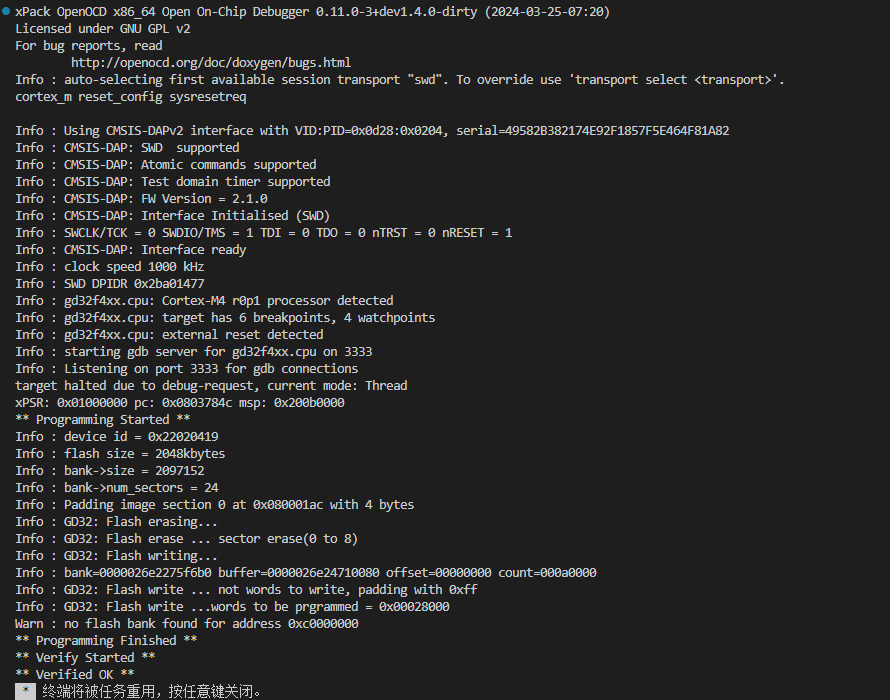 xPack OpenOCD x86_64 Open On-Chip Debugger 0.11.0-3+dev1.4.0-dirty (2024-03-25-07:20)
Licensed under GNU GPL v2
For bug reports, read
        http://openocd.org/doc/doxygen/bugs.html
Info : auto-selecting first available session transport "swd". To override use 'transport select <transport>'.
cortex_m reset_config sysresetreq

Info : Using CMSIS-DAPv2 interface with VID:PID=0x0d28:0x0204, serial=49582B382174E92F1857F5E464F81A82
Info : CMSIS-DAP: SWD  supported
Info : CMSIS-DAP: Atomic commands supported
Info : CMSIS-DAP: Test domain timer supported
Info : CMSIS-DAP: FW Version = 2.1.0
Info : CMSIS-DAP: Interface Initialised (SWD)
Info : SWCLK/TCK = 0 SWDIO/TMS = 1 TDI = 0 TDO = 0 nTRST = 0 nRESET = 1
Info : CMSIS-DAP: Interface ready
Info : clock speed 1000 kHz
Info : SWD DPIDR 0x2ba01477
Info : gd32f4xx.cpu: Cortex-M4 r0p1 processor detected
Info : gd32f4xx.cpu: target has 6 breakpoints, 4 watchpoints
Info : gd32f4xx.cpu: external reset detected
Info : starting gdb server for gd32f4xx.cpu on 3333
Info : Listening on port 3333 for gdb connections
target halted due to debug-request, current mode: Thread
xPSR: 0x01000000 pc: 0x0803784c msp: 0x200b0000
** Programming Started **
Info : device id = 0x22020419
Info : flash size = 2048kbytes
Info : bank->size = 2097152
Info : bank->num_sectors = 24
Info : Padding image section 0 at 0x080001ac with 4 bytes
Info : GD32: Flash erasing...
Info : GD32: Flash erase ... sector erase(0 to 8)
Info : GD32: Flash writing...
Info : bank=0000026e2275f6b0 buffer=0000026e24710080 offset=00000000 count=000a0000
Info : GD32: Flash write ... not words to write, padding with 0xff
Info : GD32: Flash write ...words to be prgrammed = 0x00028000
Warn : no flash bank found for address 0xc0000000
** Programming Finished **
** Verify Started **
** Verified OK **
* 终端将被任务重用，按任意键关闭。